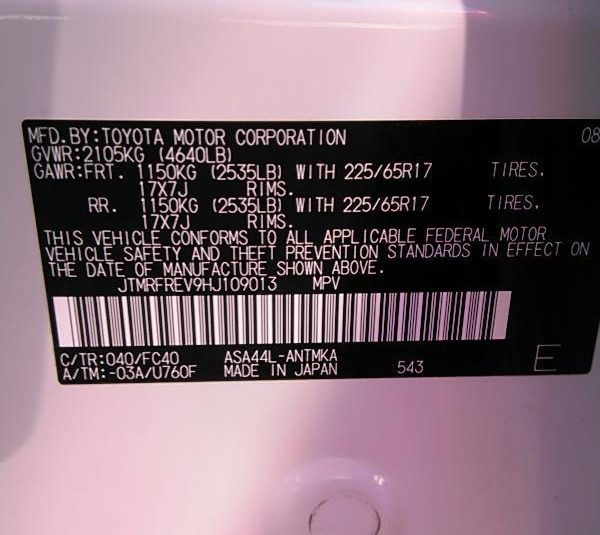 MFD.BY:TOYOTA MOTOR CORPORATION 08
GVWR:2105KG (4640LB)
GAWR:FRT. 1150KG (2535LB) WITH 225/65R17 TIRES.
17X7J RIMS.
RR. 1150KG (2535LB) WITH 225/65R17 TIRES.
17X7J RIMS.
THIS VEHICLE CONFORMS TO ALL APPLICABLE FEDERAL MOTOR
VEHICLE SAFETY AND THEFT PREVENTION STANDARDS IN EFFECT ON
THE DATE OF MANUFACTURE SHOWN ABOVE.
JTMRFREV9HJ109013 MPV
C/TR:040/FC40 ASA44L-ANTMKA
A/TM:-03A/U760F MADE IN JAPAN 543 E